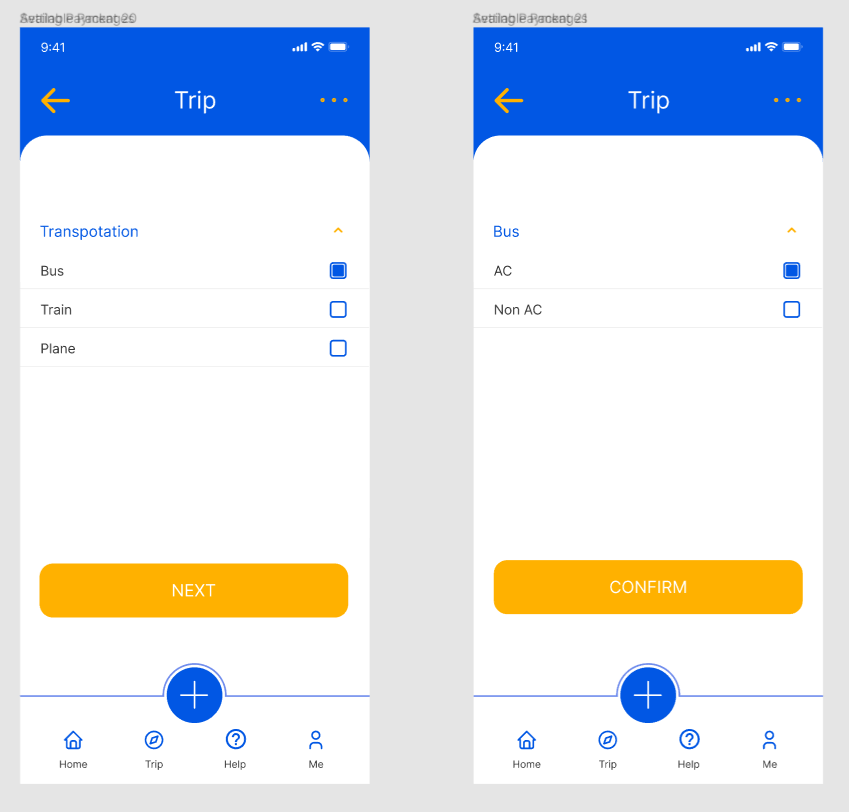 9:41
Trip
Transpotation
Bus
Train
Plane
NEXT
Home
Trip
Help
Me
9:41
Trip
Bus
AC
Non AC
CONFIRM
Home
Trip
Help
Me